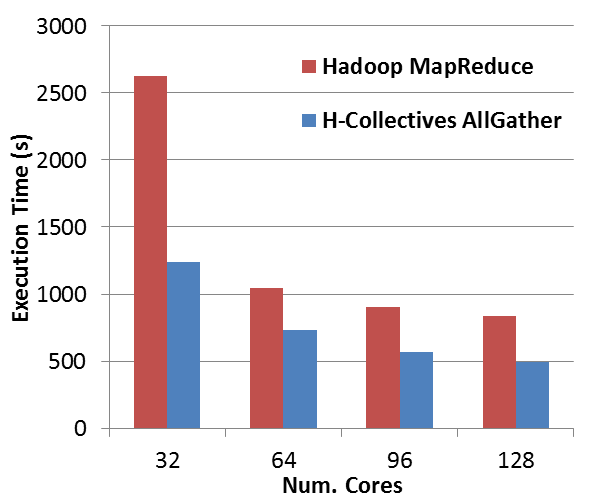 3000
2500
2000
1500
1000
500
0
Execution Time (s)
Hadoop MapReduce
H-Collectives AllGather
32 64 96 128
Num. Cores